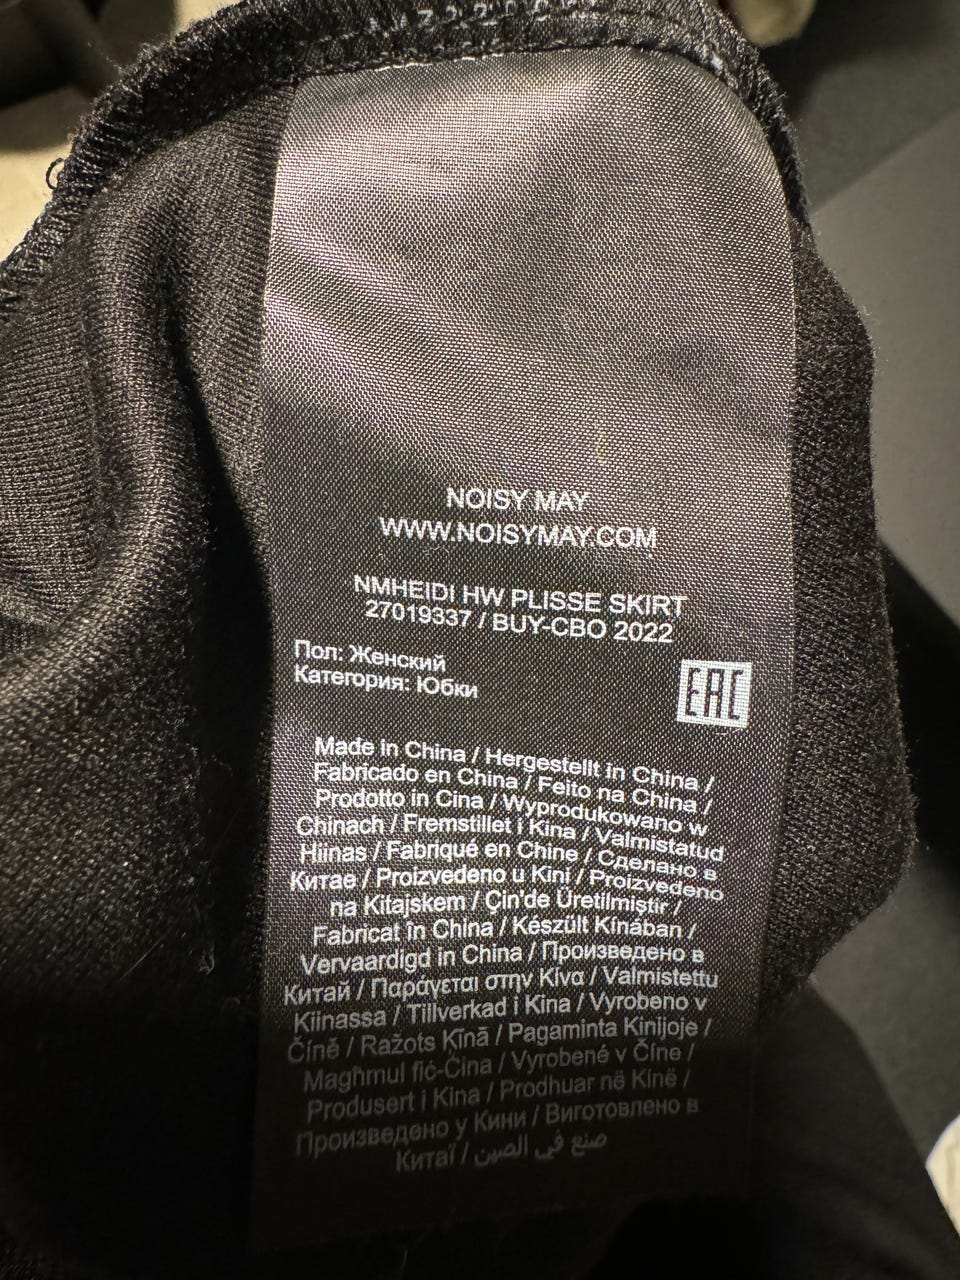 NOISY MAY
WWW.NOISYMAY.COM
NMHEIDI HW PLISSE SKIRT
27019337 / BUY-CBO 2022
Пол: Женский
Категория: Юбки
EAC
Made in China / Hergestellt in China /
Fabricado en China / Feito na China /
Prodotto in Cina / Wyprodukowano w
Chinach / Fremstillet i Kina / Valmistatud
Hiinas / Fabriqué en Chine / Сделано в
Китае / Proizvedeno u Kini / Proizvedeno
na Kitajskem / Çin'de Üretilmiştir /
Fabricat în China / Készült Kínában /
Vervaardigd in China / Произведено в
Китай / Παράγεται στην Κίνα / Valmistettu
Kiinassa / Tillverkad i Kina / Vyrobeno v
Číně / Ražots Ķīnā / Pagaminta Kinijoje /
Magħmul fiċ-Ċina / Vyrobené v Číne /
Produsert i Kina / Prodhuar në Kinë /
Произведено у Кини / Виготовлено в
Китаї / صنع في الصين